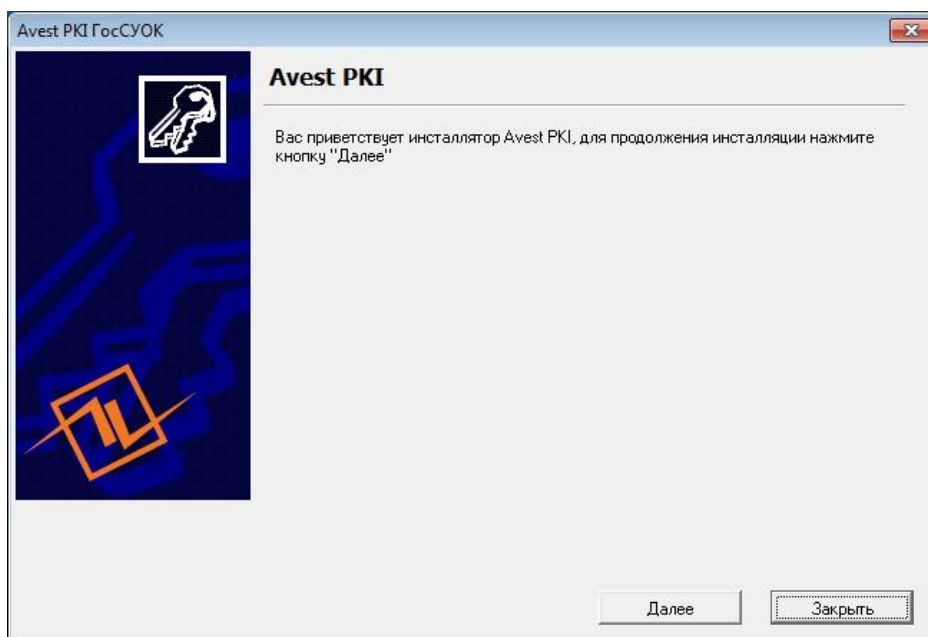 Avest PKI ГосСУОК
Avest PKI
Вас приветствует инсталлятор Avest PKI, для продолжения инсталляции нажмите
кнопку "Далее"
Далее
Закрыть